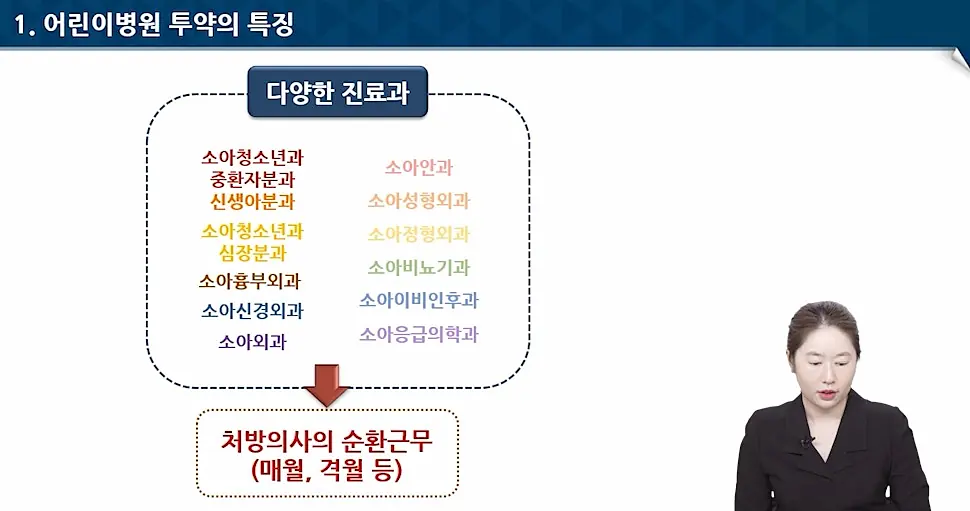 1. 어린이병원 투약의 특징
다양한 진료과
소아청소년과
중환자분과
신생아분과
소아청소년과
심장분과
소아흉부외과
소아신경외과
소아외과
소아안과
소아성형외과
소아정형외과
소아비뇨기과
소아이비인후과
소아응급의학과
처방의사의 순환근무
(매월, 격월 등)